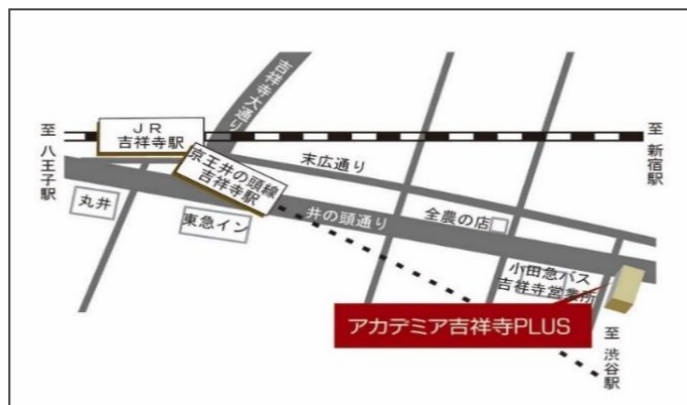 吉祥寺大通り
JR
吉祥寺駅
至 八王子駅
至 新宿駅
京王井の頭線
吉祥寺駅
末広通り
丸井
東急イン
井の頭通り
全農の店
小田急バス
吉祥寺営業所
アカデミア吉祥寺PLUS
至 渋谷駅